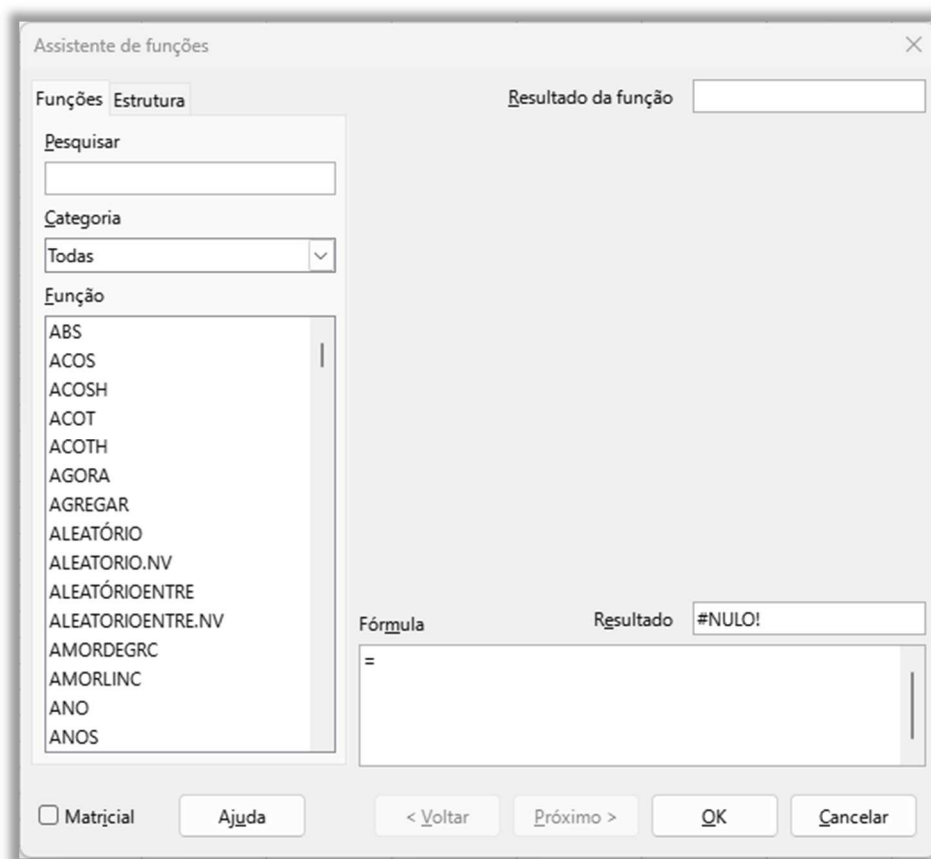 Assistente de funções
Funções Estrutura
Resultado da função
Pesquisar
Categoria
Todas
Função
ABS
ACOS
ACOSH
ACOT
ACOTH
AGORA
AGREGAR
ALEATÓRIO
ALEATORIO.NV
ALEATÓRIOENTRE
ALEATORIOENTRE.NV
AMORDEGRC
AMORLINC
ANO
ANOS
Fórmula
Resultado #NULO!
=
Matricial Ajuda < Voltar Próximo > OK Cancelar